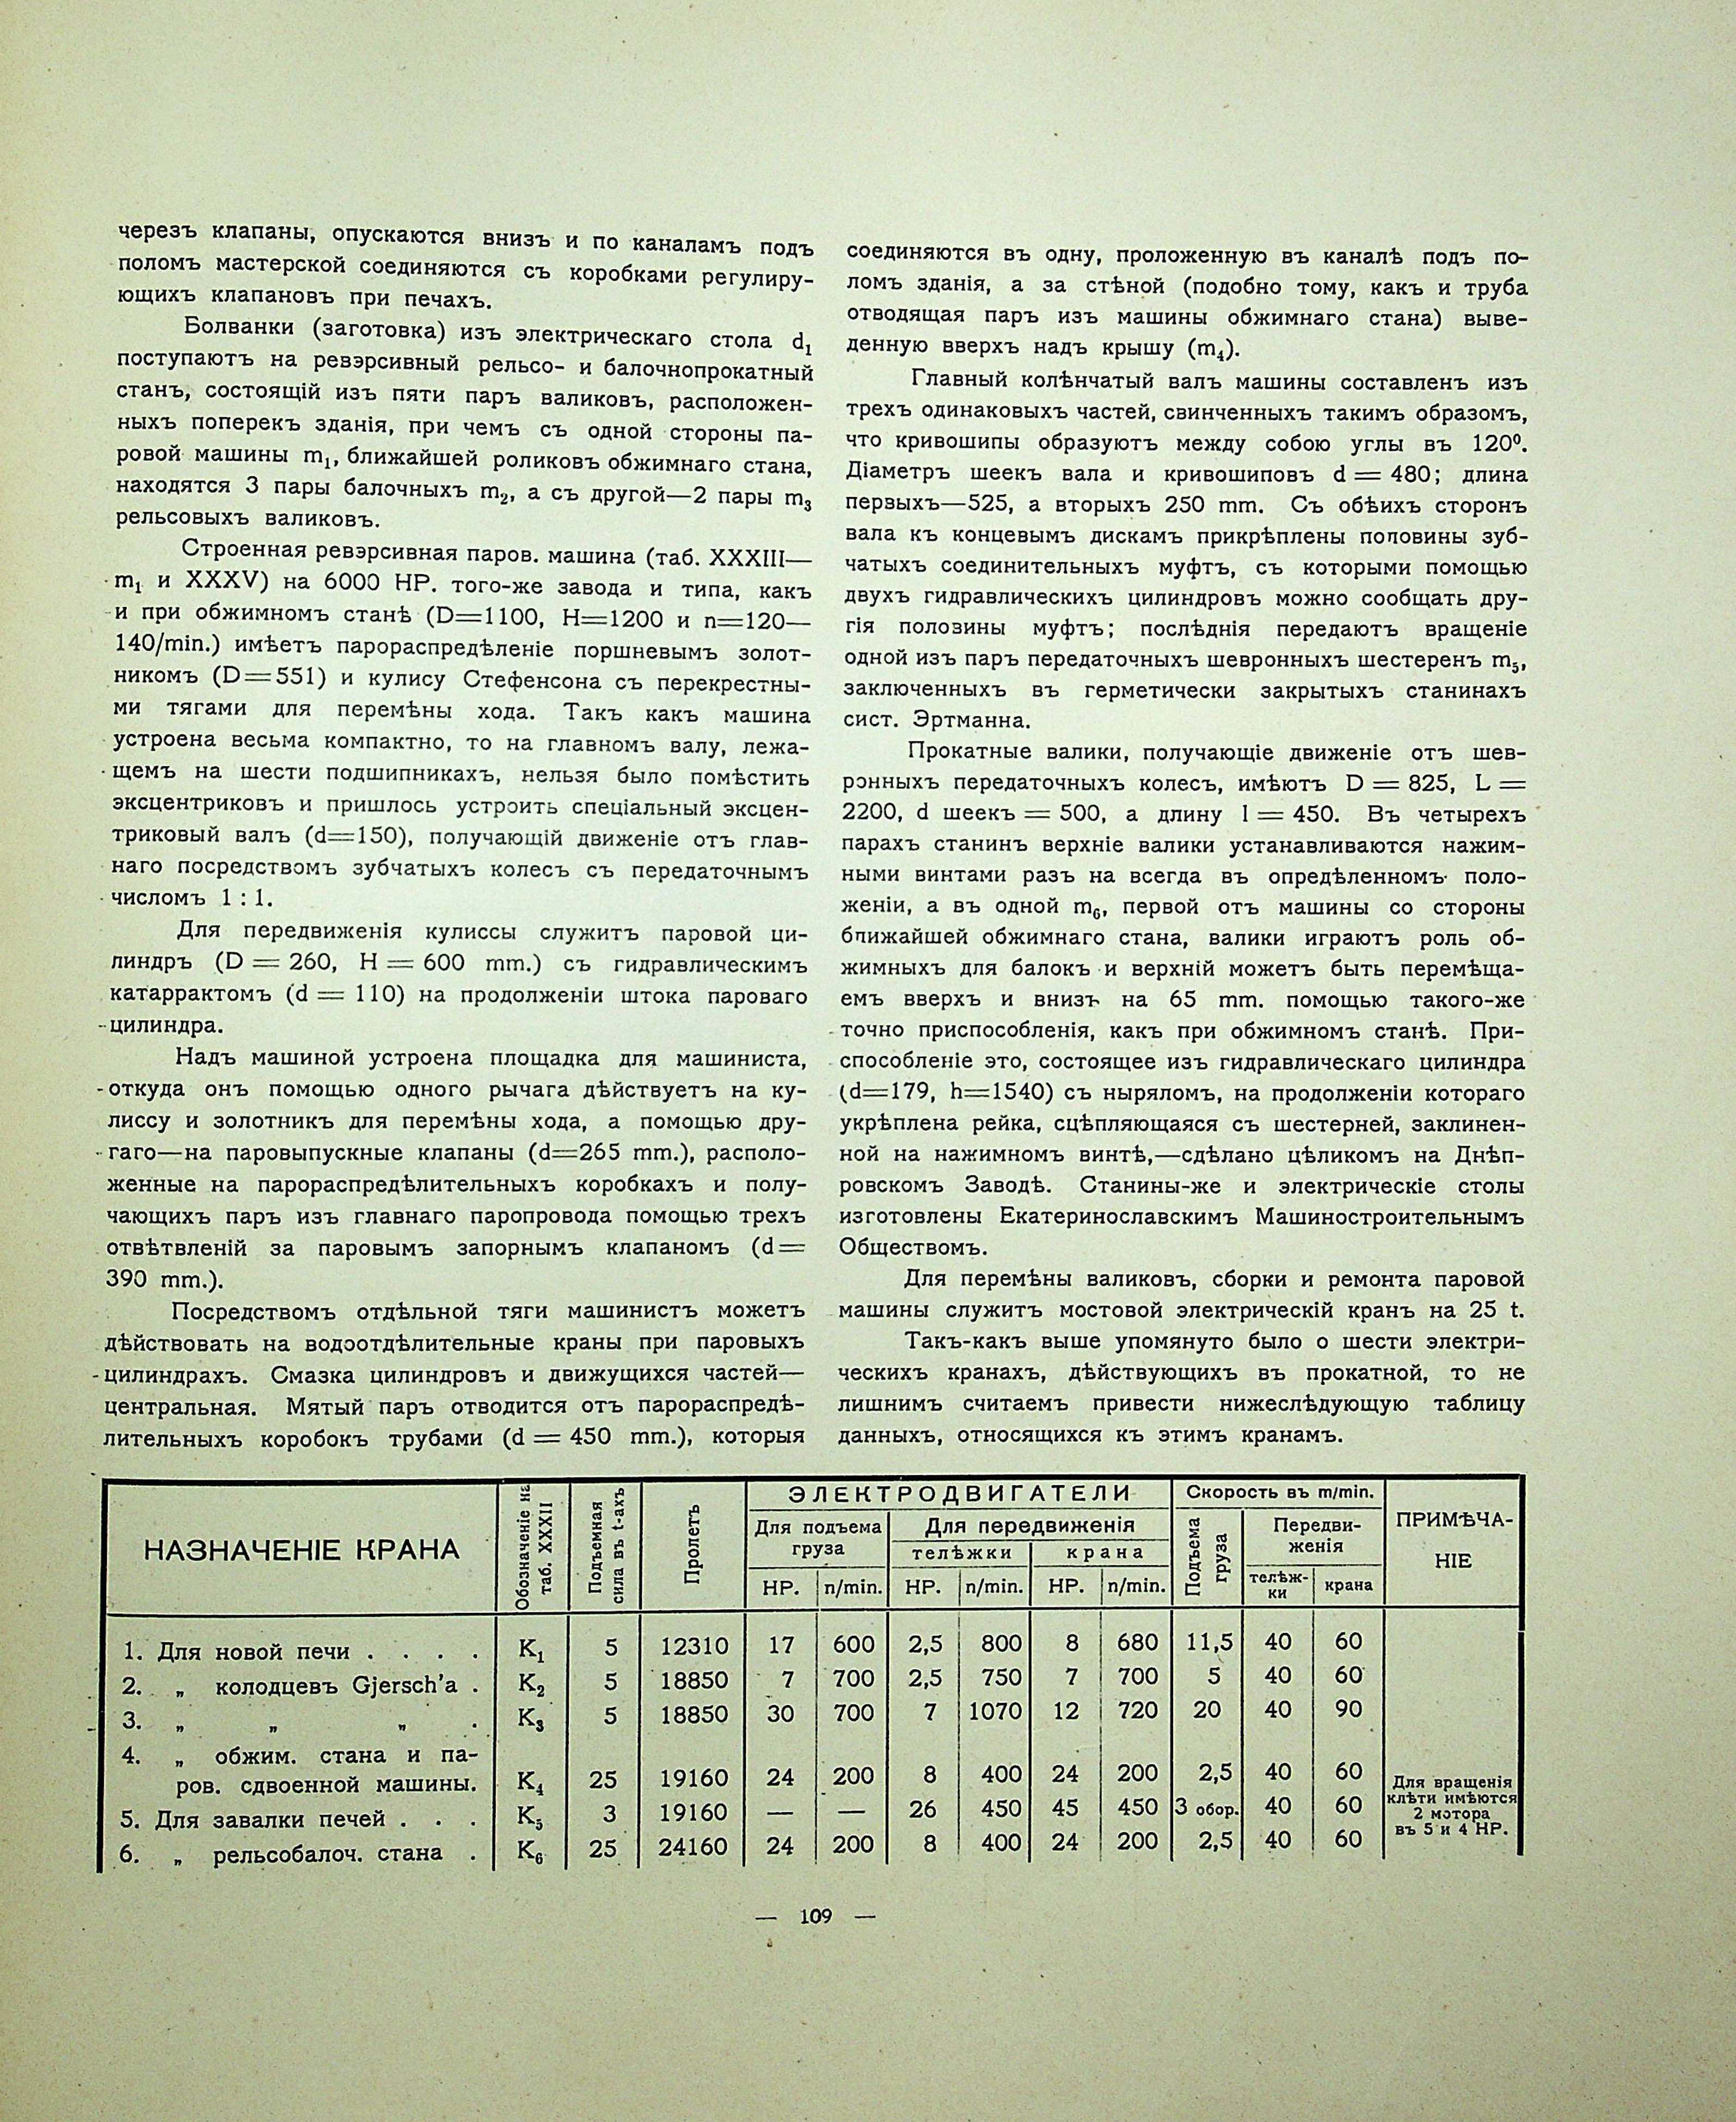 черезъ клапаны, опускаются внизъ и по каналамъ подъ
поломъ мастерской соединяются съ коробками регулиру-
ющихъ клапановъ при печахъ.
Болванки (заготовка) изъ электрическаго стола d₁
поступаютъ на ревэрсивный рельсо- и балочнопрокатный
станъ, состоящій изъ пяти паръ валиковъ, расположен-
ныхъ поперекъ зданія, при чемъ съ одной стороны па-
ровой машины m₁, ближайшей роликовъ обжимнаго стана,
находятся 3 пары балочныхъ m₂, а съ другой—2 пары m₃
рельсовыхъ валиковъ.
Строенная ревэрсивная паров. машина (таб. XXXIII—
m₁ и XXXV) на 6000 HP. того-же завода и типа, какъ
и при обжимномъ станѣ (D=1100, H=1200 и n=120—
140/min.) имѣетъ парораспредѣленіе поршневымъ золот-
никомъ (D=551) и кулису Стефенсона съ перекрестны-
ми тягами для перемѣны хода. Такъ какъ машина
устроена весьма компактно, то на главномъ валу, лежа-
щемъ на шести подшипникахъ, нельзя было помѣстить
эксцентриковъ и пришлось устроить спеціальный эксцен-
триковый валъ (d=150), получающій движеніе отъ глав-
наго посредствомъ зубчатыхъ колесъ съ передаточнымъ
числомъ 1 : 1.
Для передвиженія кулиссы служитъ паровой ци-
линдръ (D = 260, H = 600 mm.) съ гидравлическимъ
катаррактомъ (d = 110) на продолженіи штока пароваго
цилиндра.
Надъ машиной устроена площадка для машиниста,
откуда онъ помощью одного рычага дѣйствуетъ на ку-
лиссу и золотникъ для перемѣны хода, а помощью дру-
гаго—на паровыпускные клапаны (d=265 mm.), располо-
женные на парораспредѣлительныхъ коробкахъ и полу-
чающихъ паръ изъ главнаго паропровода помощью трехъ
отвѣтвленій за паровымъ запорнымъ клапаномъ (d=
390 mm.).
Посредствомъ отдѣльной тяги машинистъ можетъ
дѣйствовать на водоотдѣлительные краны при паровыхъ
цилиндрахъ. Смазка цилиндровъ и движущихся частей—
центральная. Мятый паръ отводится отъ парораспредѣ-
лительныхъ коробокъ трубами (d = 450 mm.), которыя
соединяются въ одну, проложенную въ каналѣ подъ по-
ломъ зданія, а за стѣной (подобно тому, какъ и труба
отводящая паръ изъ машины обжимнаго стана) выве-
денную вверхъ надъ крышу (m₄).
Главный колѣнчатый валъ машины составленъ изъ
трехъ одинаковыхъ частей, свинченныхъ такимъ образомъ,
что кривошипы образуютъ между собою углы въ 120⁰.
Діаметръ шеекъ вала и кривошиповъ d = 480; длина
первыхъ—525, а вторыхъ 250 mm. Съ обѣихъ сторонъ
вала къ концевымъ дискамъ прикрѣплены половины зуб-
чатыхъ соединительныхъ муфтъ, съ которыми помощью
двухъ гидравлическихъ цилиндровъ можно сообщать дру-
гія половины муфтъ; послѣднія передаютъ вращеніе
одной изъ паръ передаточныхъ шевронныхъ шестеренъ m₅,
заключенныхъ въ герметически закрытыхъ станинахъ
сист. Эртманна.
Прокатные валики, получающіе движеніе отъ шев-
ронныхъ передаточныхъ колесъ, имѣютъ D = 825, L =
2200, d шеекъ = 500, а длину l = 450. Въ четырехъ
парахъ станинъ верхніе валики устанавливаются нажим-
ными винтами разъ на всегда въ опредѣленномъ поло-
женіи, а въ одной m₆, первой отъ машины со стороны
ближайшей обжимнаго стана, валики играютъ роль об-
жимныхъ для балокъ и верхній можетъ быть перемѣща-
емъ вверхъ и внизъ на 65 mm. помощью такого-же
точно приспособленія, какъ при обжимномъ станѣ. При-
способленіе это, состоящее изъ гидравлическаго цилиндра
(d=179, h=1540) съ ныряломъ, на продолженіи котораго
укрѣплена рейка, сцѣпляющаяся съ шестерней, заклинен-
ной на нажимномъ винтѣ,—сдѣлано цѣликомъ на Днѣп-
ровскомъ Заводѣ. Станины-же и электрическіе столы
изготовлены Екатеринославскимъ Машиностроительнымъ
Обществомъ.
Для перемѣны валиковъ, сборки и ремонта паровой
машины служитъ мостовой электрическій кранъ на 25 t.
Такъ-какъ выше упомянуто было о шести электри-
ческихъ кранахъ, дѣйствующихъ въ прокатной, то не
лишнимъ считаемъ привести нижеслѣдующую таблицу
данныхъ, относящихся къ этимъ кранамъ.
НАЗНАЧЕНІЕ КРАНА
Обозначеніе на
таб. XXXII
Подъемная
сила въ t-ахъ
Пролетъ
ЭЛЕКТРОДВИГАТЕЛИ
Для подъема
груза
Для передвиженія
телѣжки крана
HP. n/min. HP. n/min. HP. n/min.
Скорость въ m/min.
Подъема
груза
Передви-
женія
телѣж-
ки
крана
ПРИМѢЧА-
НІЕ
1. Для новой печи . . . . K₁ 5 12310 17 600 2,5 800 8 680 11,5 40 60
2. „ колодцевъ Gjersch'a . K₂ 5 18850 7 700 2,5 750 7 700 5 40 60
3. „ „ „ . K₃ 5 18850 30 700 7 1070 12 720 20 40 90
4. „ обжим. стана и па-
ров. сдвоенной машины. K₄ 25 19160 24 200 8 400 24 200 2,5 40 60
5. Для завалки печей . . . K₅ 3 19160 — — 26 450 45 450 3 обор. 40 60
6. „ рельсобалоч. стана . K₆ 25 24160 24 200 8 400 24 200 2,5 40 60
Для вращенія
клѣти имѣются
2 мотора
въ 5 и 4 HP.
— 109 —